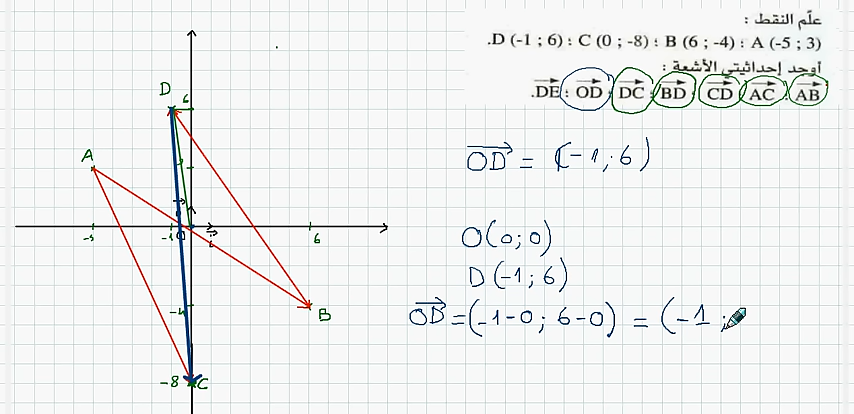 علّم النقط :
.D (-1 ; 6) : C (0 ; -8) : B (6 ; -4) : A (-5 ; 3)
أوجد إحداثيتي الأشعة :
.DE : OD : DC : BD : CD : AC : AB
OD = (-1 ; 6)
O(0 ; 0)
D(-1 ; 6)
OD = (-1-0 ; 6-0) = (-1 ;
D
6
A
-5
-1
6
-4
B
-8
C